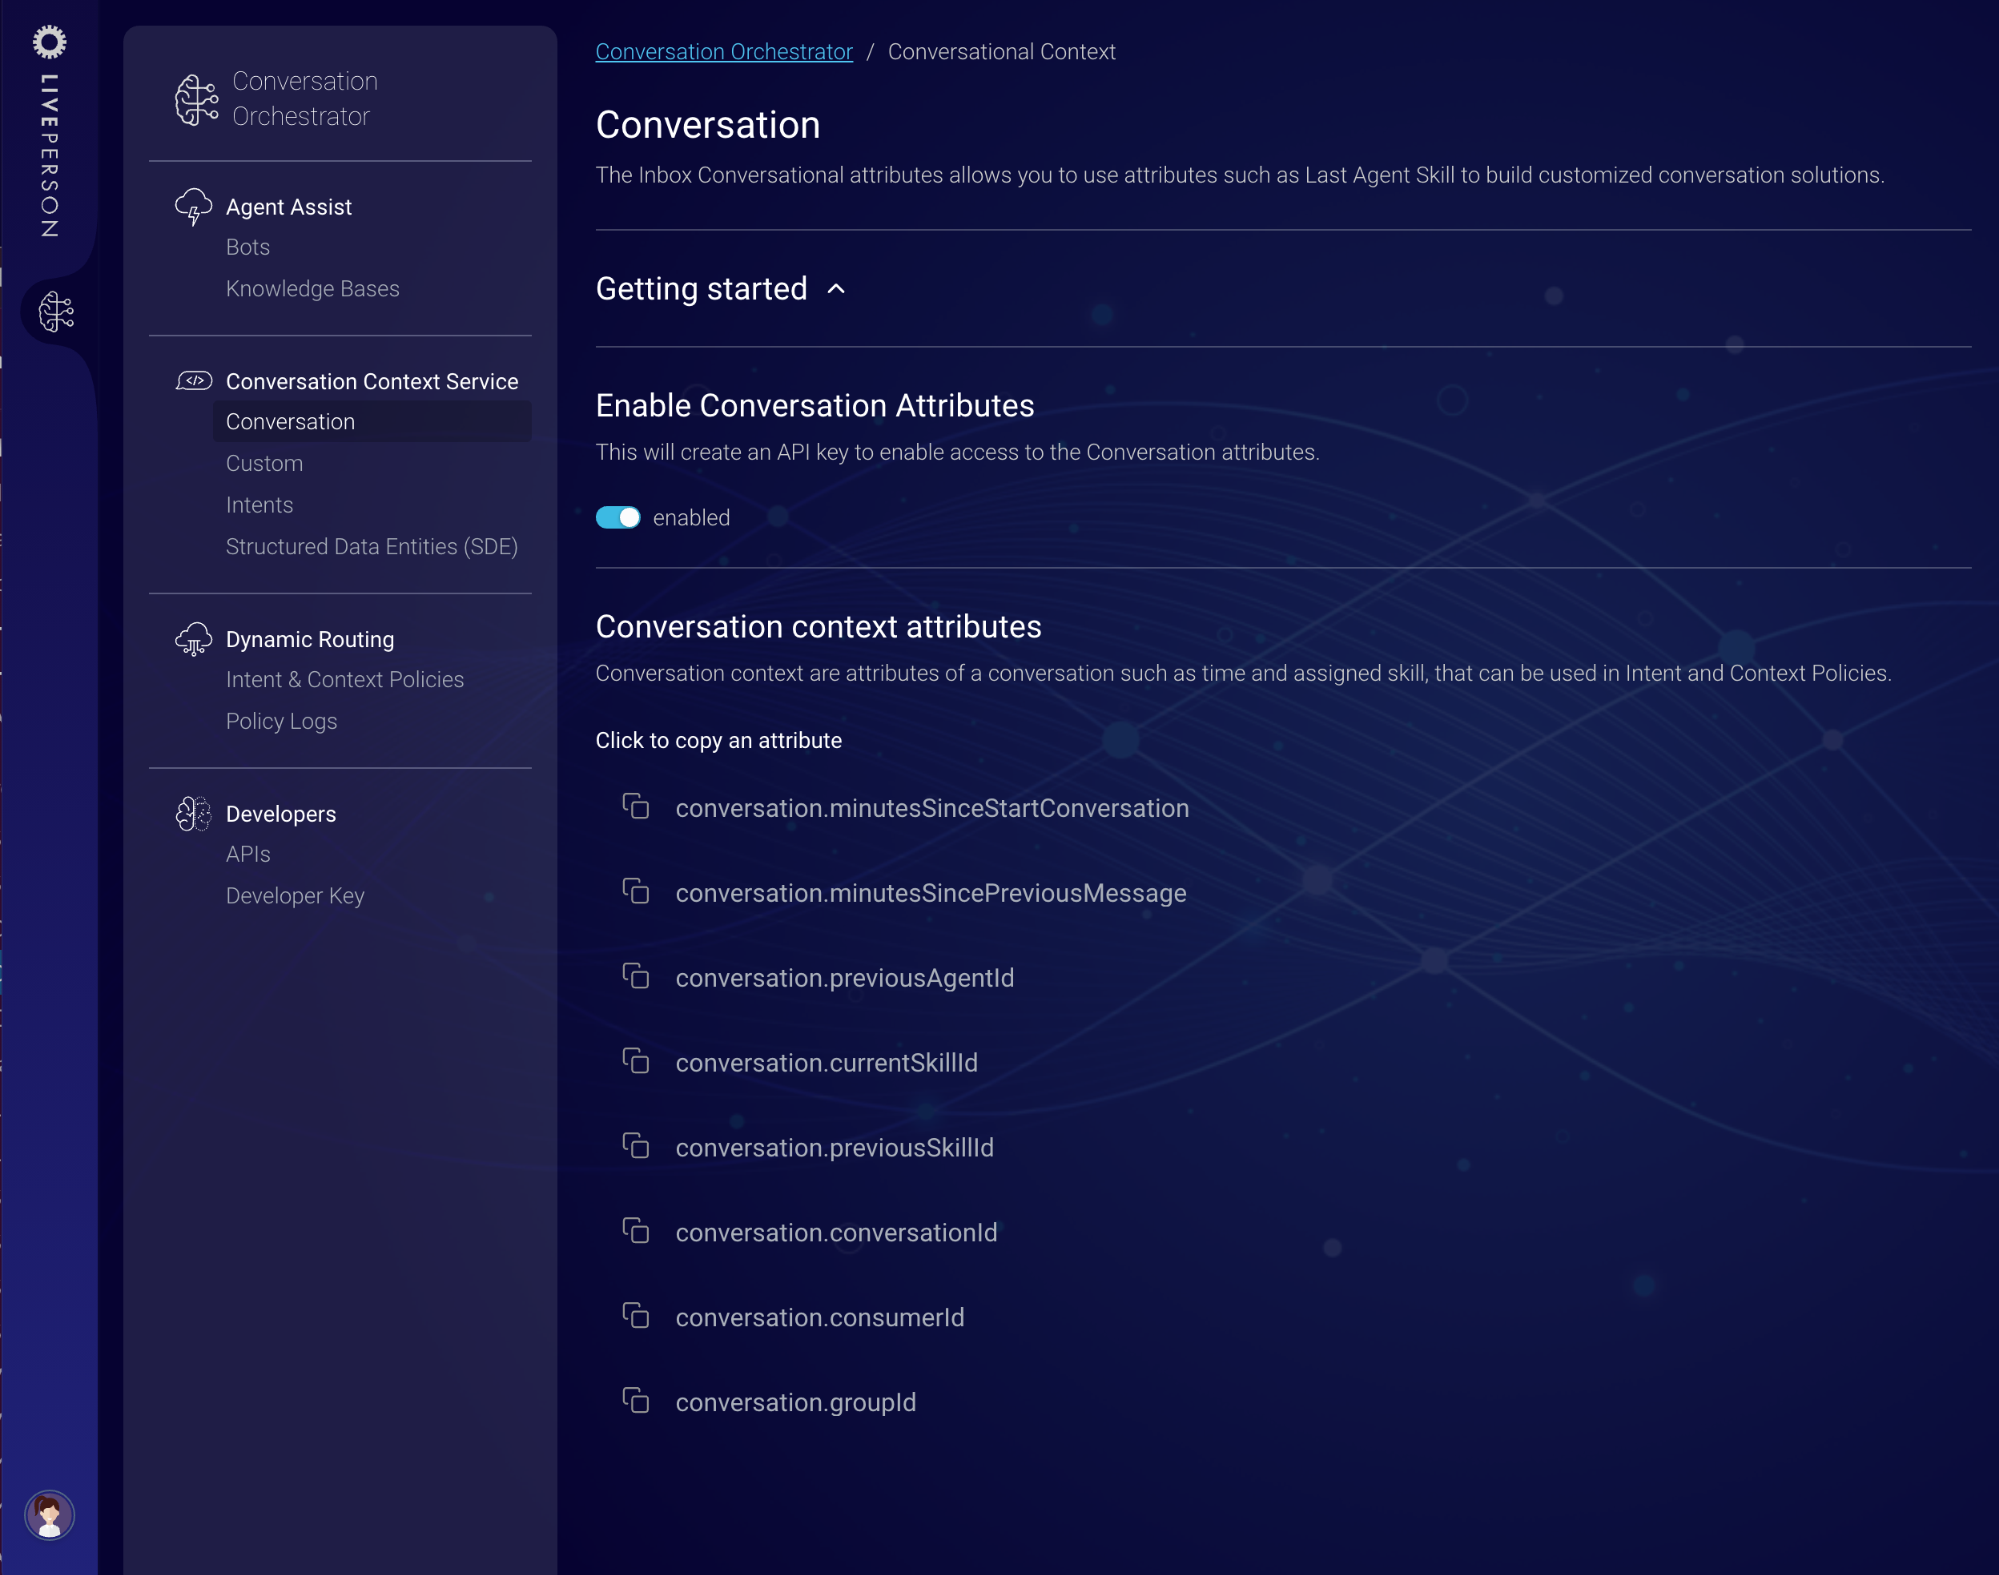 LIVEPERSON
Conversation
Orchestrator
Agent Assist
Bots
Knowledge Bases
Conversation Context Service
Conversation
Custom
Intents
Structured Data Entities (SDE)
Dynamic Routing
Intent & Context Policies
Policy Logs
Developers
APIs
Developer Key
Conversation Orchestrator / Conversational Context
Conversation
The Inbox Conversational attributes allows you to use attributes such as Last Agent Skill to build customized conversation solutions.
Getting started
Enable Conversation Attributes
This will create an API key to enable access to the Conversation attributes.
enabled
Conversation context attributes
Conversation context are attributes of a conversation such as time and assigned skill, that can be used in Intent and Context Policies.
Click to copy an attribute
conversation.minutesSinceStartConversation
conversation.minutesSincePreviousMessage
conversation.previousAgentId
conversation.currentSkillId
conversation.previousSkillId
conversation.conversationId
conversation.consumerId
conversation.groupId